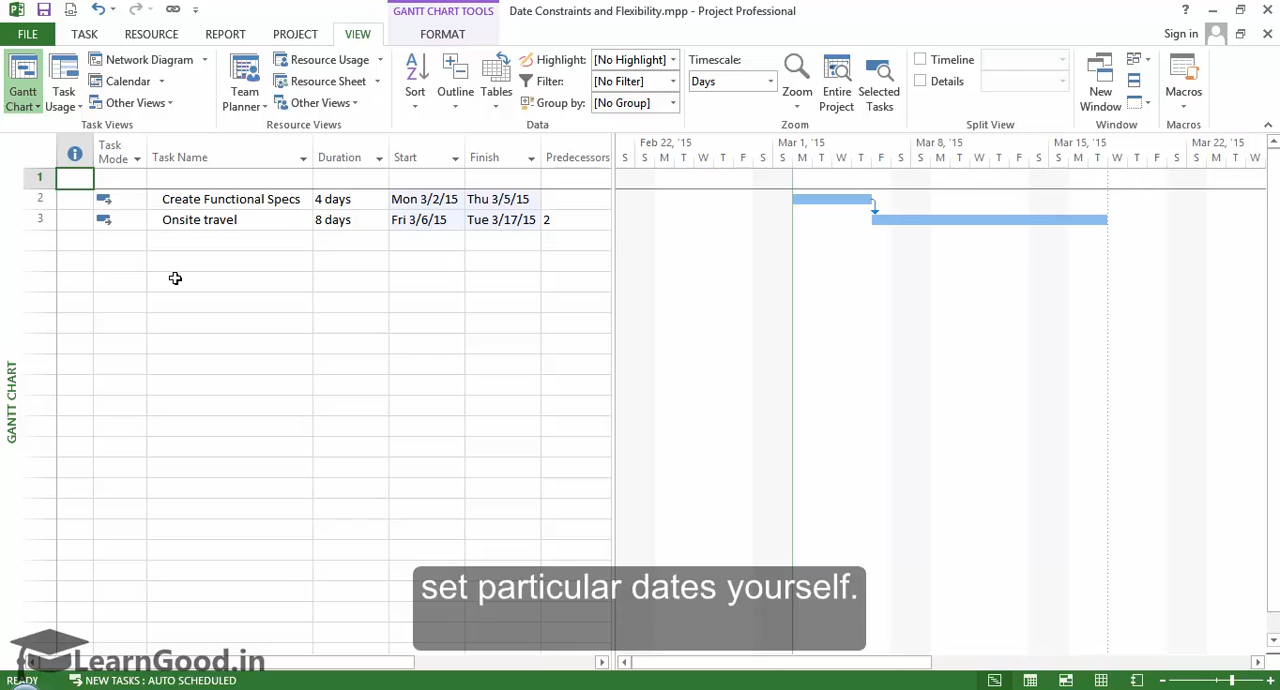 GANTT CHART TOOLS
Date Constraints and Flexibility.mpp - Project Professional
?
FILE TASK RESOURCE REPORT PROJECT VIEW FORMAT
Sign in
Gantt Chart
Task Usage
Network Diagram
Calendar
Other Views
Task Views
Team Planner
Resource Usage
Resource Sheet
Other Views
Resource Views
Sort
Outline
Tables
Highlight: [No Highlight]
Filter: [No Filter]
Group by: [No Group]
Data
Timescale:
Days
Zoom
Entire Project
Selected Tasks
Zoom
Timeline
Details
Split View
New Window
Window
Macros
Macros
Task Mode Task Name Duration Start Finish Predecessors
Feb 22, '15 Mar 1, '15 Mar 8, '15 Mar 15, '15 Mar 22, '15
S S M T W T F S S M T W T F S S M T W T F S S M T W T F S S M T W
1
2 Create Functional Specs 4 days Mon 3/2/15 Thu 3/5/15
3 Onsite travel 8 days Fri 3/6/15 Tue 3/17/15 2
GANTT CHART
set particular dates yourself.
LearnGood.in
READY NEW TASKS : AUTO SCHEDULED